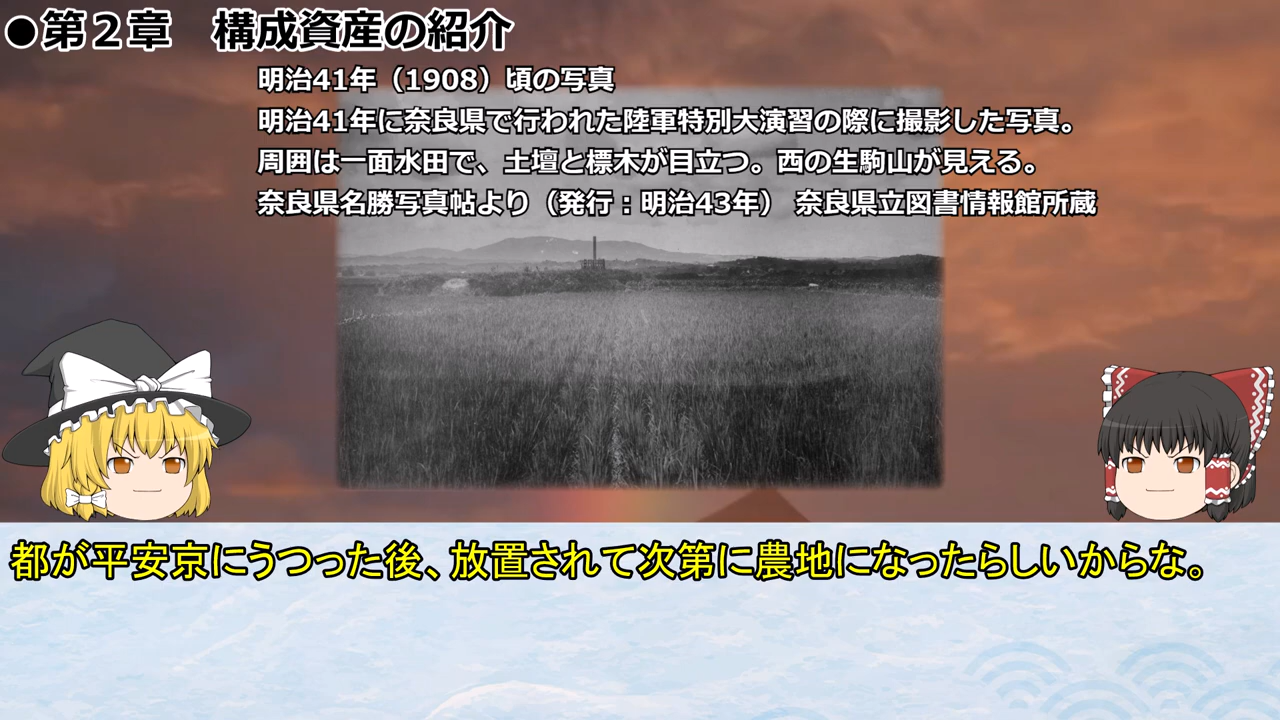 ●第２章　構成資産の紹介
明治41年（1908）頃の写真
明治41年に奈良県で行われた陸軍特別大演習の際に撮影した写真。
周囲は一面水田で、土壇と標木が目立つ。西の生駒山が見える。
奈良県名勝写真帖より（発行：明治43年） 奈良県立図書情報館所蔵
都が平安京にうつった後、放置されて次第に農地になったらしいからな。